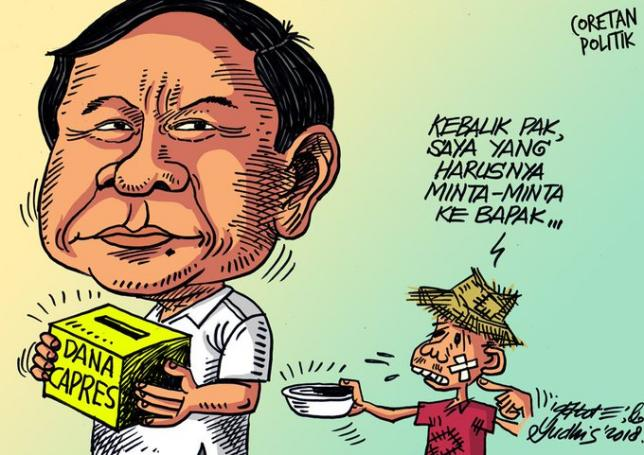 CORETAN
POLITIK
KEBALIK PAK,
SAYA YANG
HARUSNYA
MINTA-MINTA
KE BAPAK...
DANA
CAPRES
Yudhis '2018.